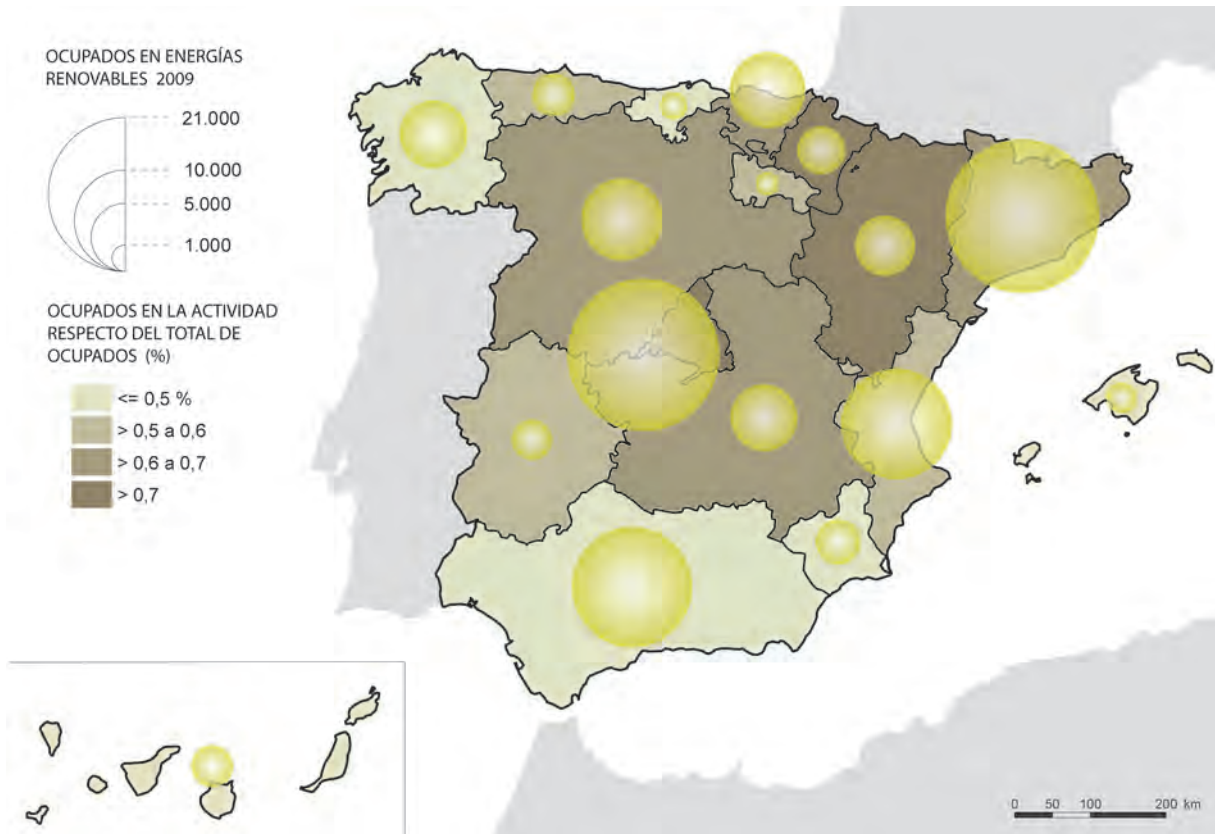 OCUPADOS EN ENERGÍAS
RENOVABLES 2009
21.000
10.000
5.000
1.000
OCUPADOS EN LA ACTIVIDAD
RESPECTO DEL TOTAL DE
OCUPADOS (%)
<= 0,5 %
> 0,5 a 0,6
> 0,6 a 0,7
> 0,7
0 50 100 200 km